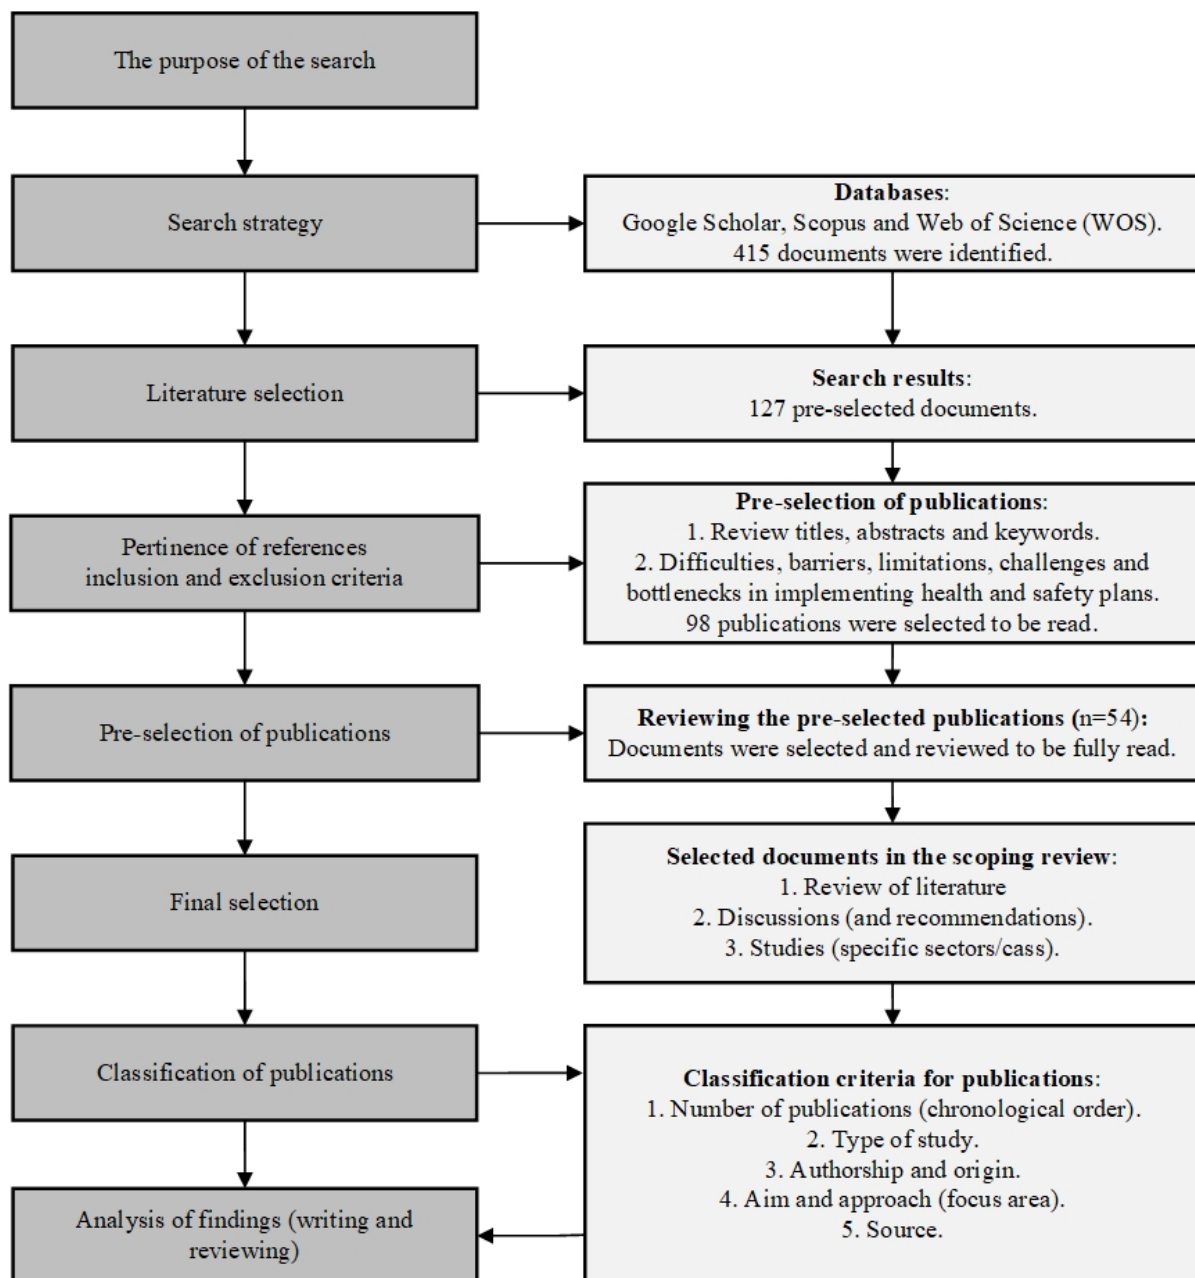 The purpose of the search
Search strategy
Databases:
Google Scholar, Scopus and Web of Science (WOS).
415 documents were identified.
Literature selection
Search results:
127 pre-selected documents.
Pertinence of references
inclusion and exclusion criteria
Pre-selection of publications:
1. Review titles, abstracts and keywords.
2. Difficulties, barriers, limitations, challenges and
bottlenecks in implementing health and safety plans.
98 publications were selected to be read.
Pre-selection of publications
Reviewing the pre-selected publications (n=54):
Documents were selected and reviewed to be fully read.
Final selection
Selected documents in the scoping review:
1. Review of literature
2. Discussions (and recommendations).
3. Studies (specific sectors/cass).
Classification of publications
Classification criteria for publications:
1. Number of publications (chronological order).
2. Type of study.
3. Authorship and origin.
4. Aim and approach (focus area).
5. Source.
Analysis of findings (writing and
reviewing)